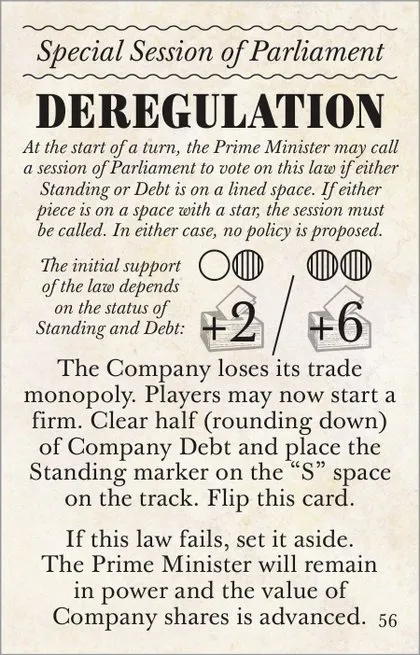 Special Session of Parliament
DEREGULATION
At the start of a turn, the Prime Minister may call
a session of Parliament to vote on this law if either
Standing or Debt is on a lined space. If either
piece is on a space with a star, the session must
be called. In either case, no policy is proposed.
The initial support
of the law depends
on the status of
Standing and Debt:
+2 / +6
The Company loses its trade
monopoly. Players may now start a
firm. Clear half (rounding down)
of Company Debt and place the
Standing marker on the “S” space
on the track. Flip this card.
If this law fails, set it aside.
The Prime Minister will remain
in power and the value of
Company shares is advanced. 56